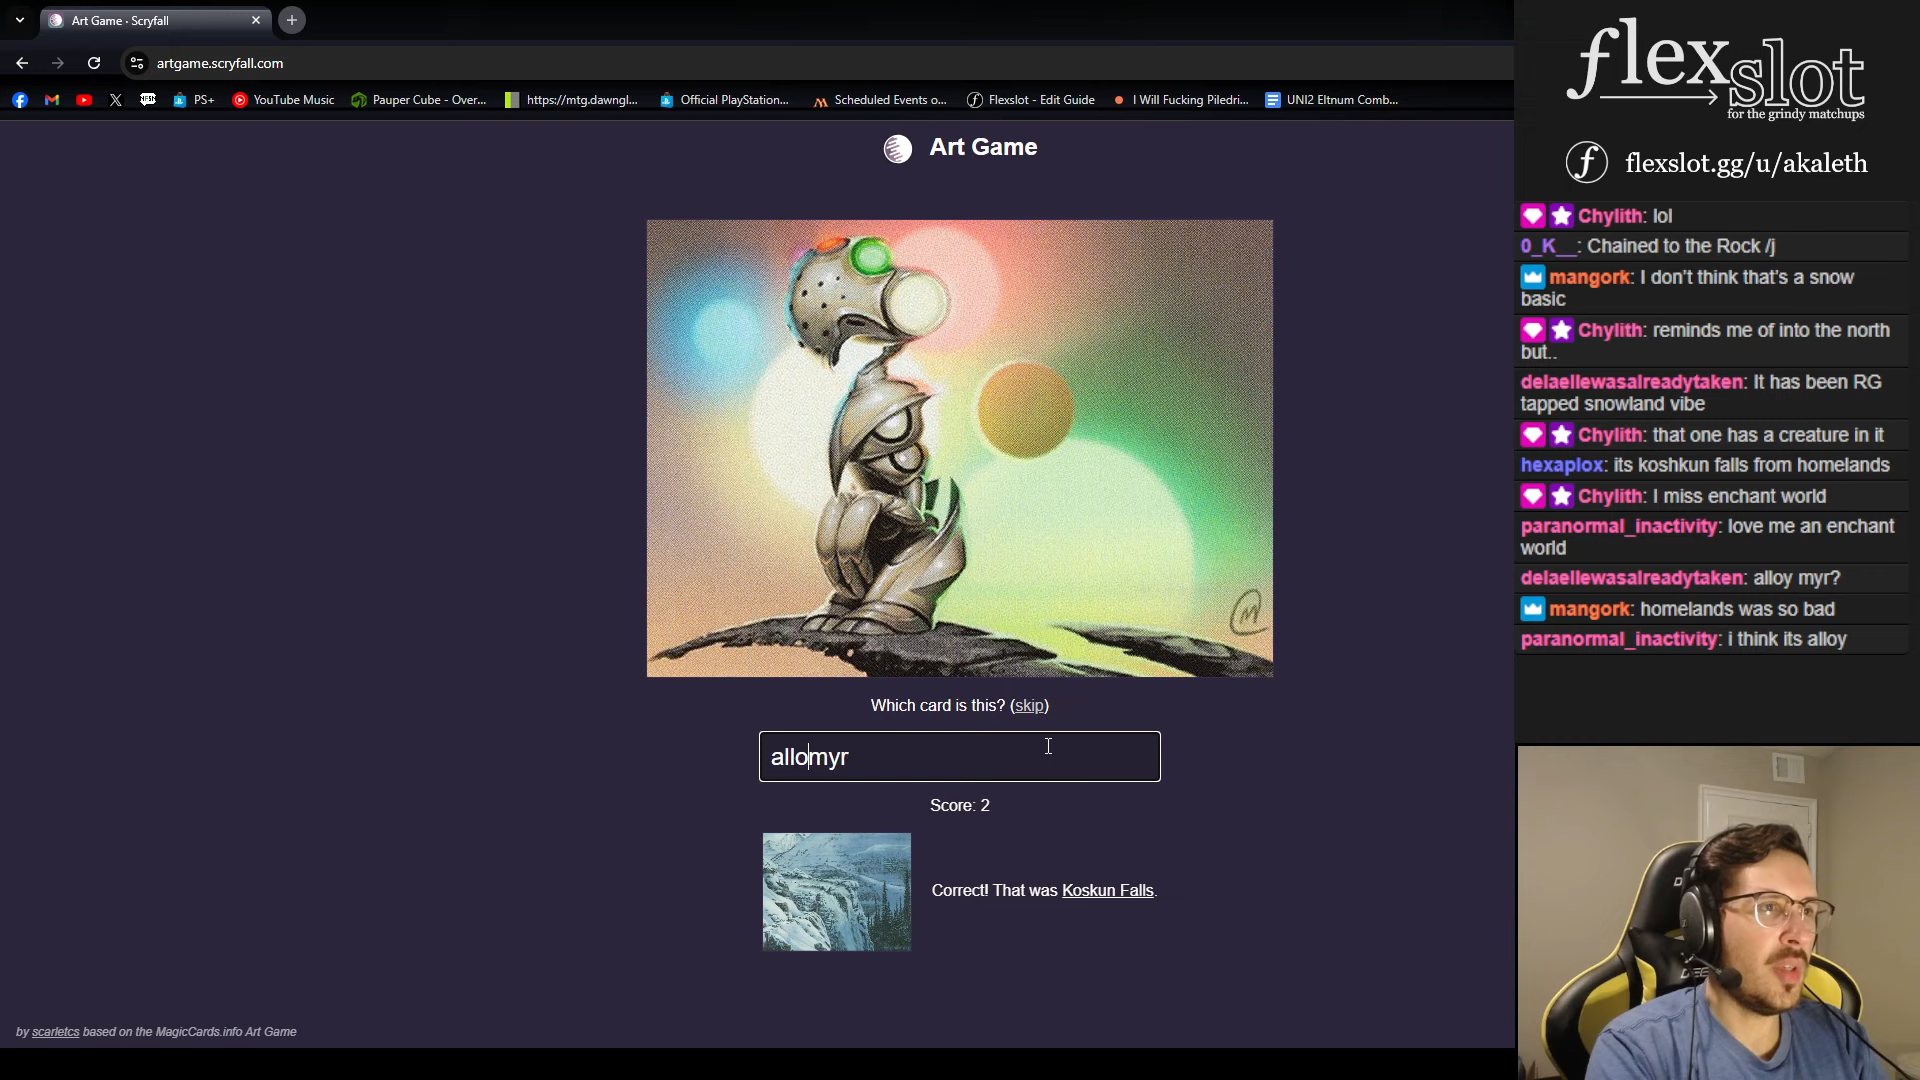 Art Game · Scryfall
artgame.scryfall.com
PS+
YouTube Music
Pauper Cube - Over...
https://mtg.dawngl...
Official PlayStation...
Scheduled Events o...
Flexslot - Edit Guide
I Will Fucking Piledri...
UNI2 Eltnum Comb...
Art Game
Which card is this? (skip)
allomyr
Score: 2
Correct! That was Koskun Falls.
by scarletcs based on the MagicCards.info Art Game
flexslot
for the grindy matchups
flexslot.gg/u/akaleth
Chylith: lol
0_K__: Chained to the Rock /j
mangork: I don't think that's a snow
basic
Chylith: reminds me of into the north
but..
delaellewasalreadytaken: It has been RG
tapped snowland vibe
Chylith: that one has a creature in it
hexaplox: its koshkun falls from homelands
Chylith: I miss enchant world
paranormal_inactivity: love me an enchant
world
delaellewasalreadytaken: alloy myr?
mangork: homelands was so bad
paranormal_inactivity: i think its alloy